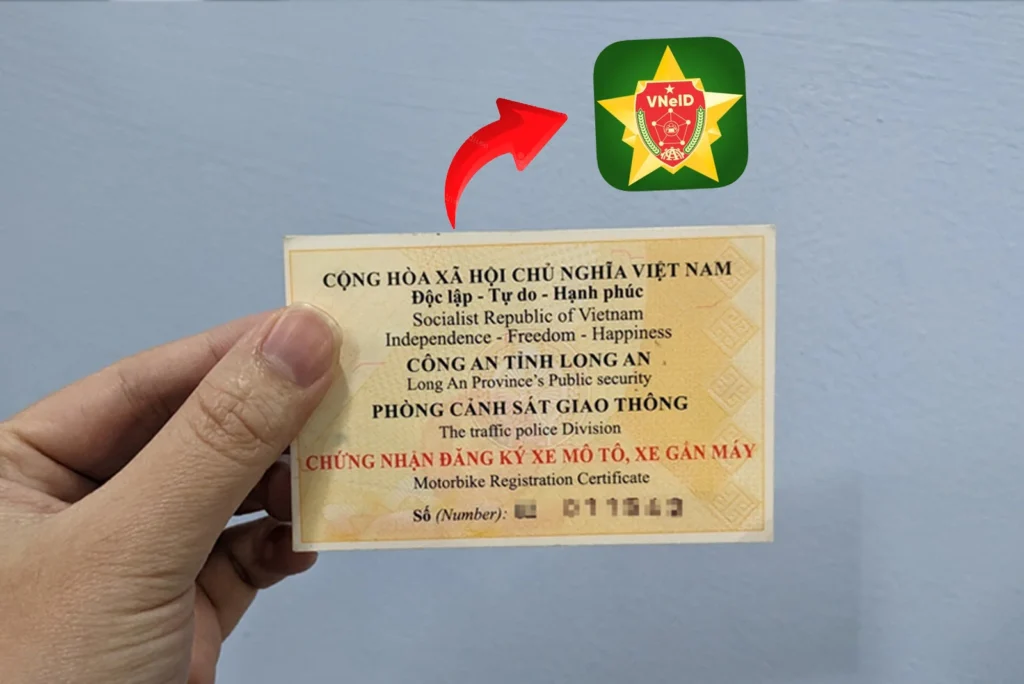 VNeID
CỘNG HÒA XÃ HỘI CHỦ NGHĨA VIỆT NAM
Độc lập - Tự do - Hạnh phúc
Socialist Republic of Vietnam
Independence - Freedom - Happiness
CÔNG AN TỈNH LONG AN
Long An Province's Public security
PHÒNG CẢNH SÁT GIAO THÔNG
The traffic police Division
CHỨNG NHẬN ĐĂNG KÝ XE MÔ TÔ, XE GẮN MÁY
Motorbike Registration Certificate
Số (Number):